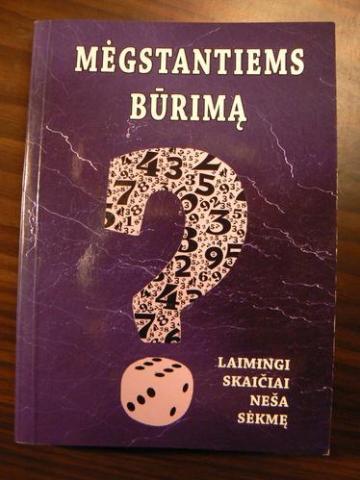 MĖGSTANTIEMS
BŪRIMĄ
LAIMINGI
SKAIČIAI
NEŠA
SĖKMĘ